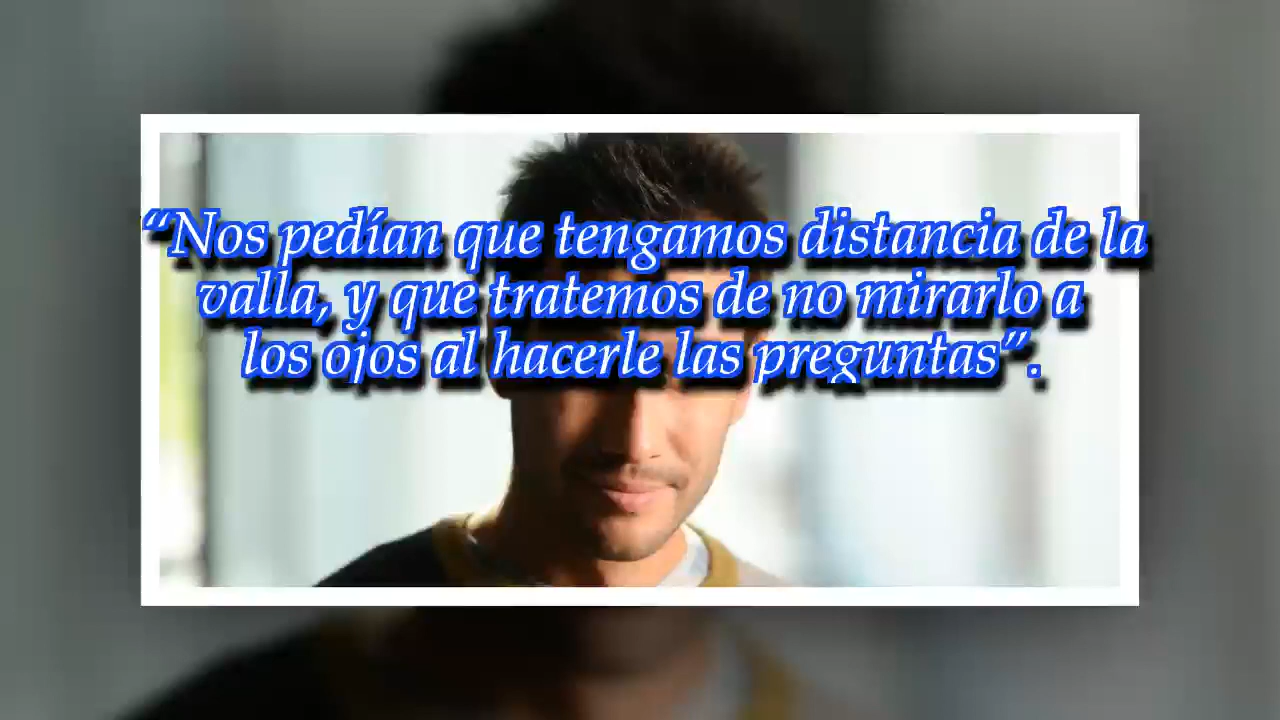 “Nos pedían que tengamos distancia de la
valla, y que tratemos de no mirarlo a
los ojos al hacerle las preguntas”.